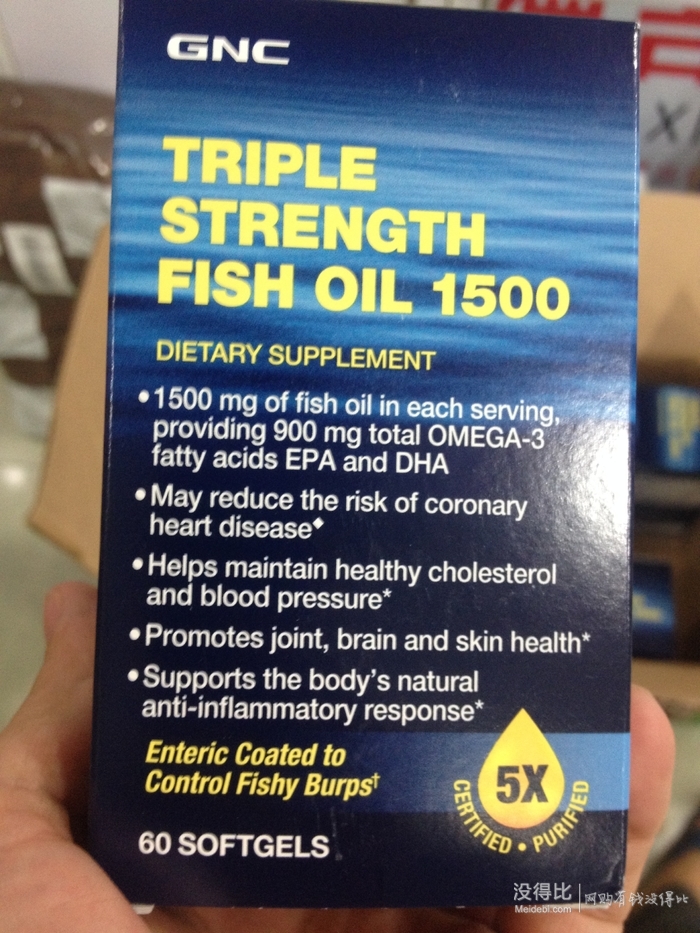 GNC
TRIPLE
STRENGTH
FISH OIL 1500
DIETARY SUPPLEMENT
•1500 mg of fish oil in each serving,
providing 900 mg total OMEGA-3
fatty acids EPA and DHA
•May reduce the risk of coronary
heart disease◆
•Helps maintain healthy cholesterol
and blood pressure*
•Promotes joint, brain and skin health*
•Supports the body's natural
anti-inflammatory response*
Enteric Coated to
Control Fishy Burps†
5X
CERTIFIED • PURIFIED
60 SOFTGELS
没得比
Meidebi.com
网购有钱没得比